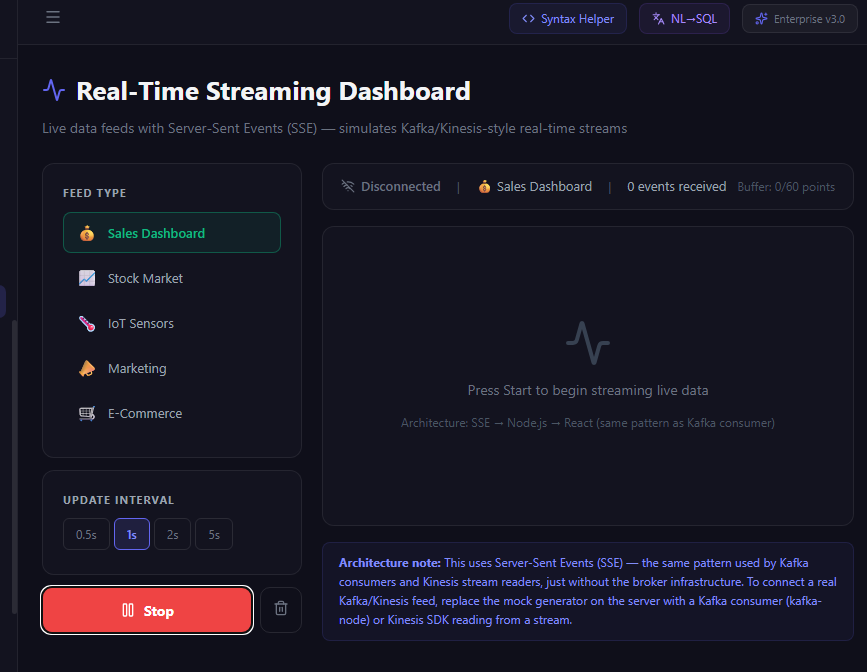 Syntax Helper
NL→SQL
Enterprise v3.0
Real-Time Streaming Dashboard
Live data feeds with Server-Sent Events (SSE) — simulates Kafka/Kinesis-style real-time streams
FEED TYPE
Sales Dashboard
Stock Market
IoT Sensors
Marketing
E-Commerce
UPDATE INTERVAL
0.5s 1s 2s 5s
Stop
Disconnected | Sales Dashboard | 0 events received Buffer: 0/60 points
Press Start to begin streaming live data
Architecture: SSE → Node.js → React (same pattern as Kafka consumer)
Architecture note: This uses Server-Sent Events (SSE) — the same pattern used by Kafka
consumers and Kinesis stream readers, just without the broker infrastructure. To connect a real
Kafka/Kinesis feed, replace the mock generator on the server with a Kafka consumer (kafka-
node) or Kinesis SDK reading from a stream.